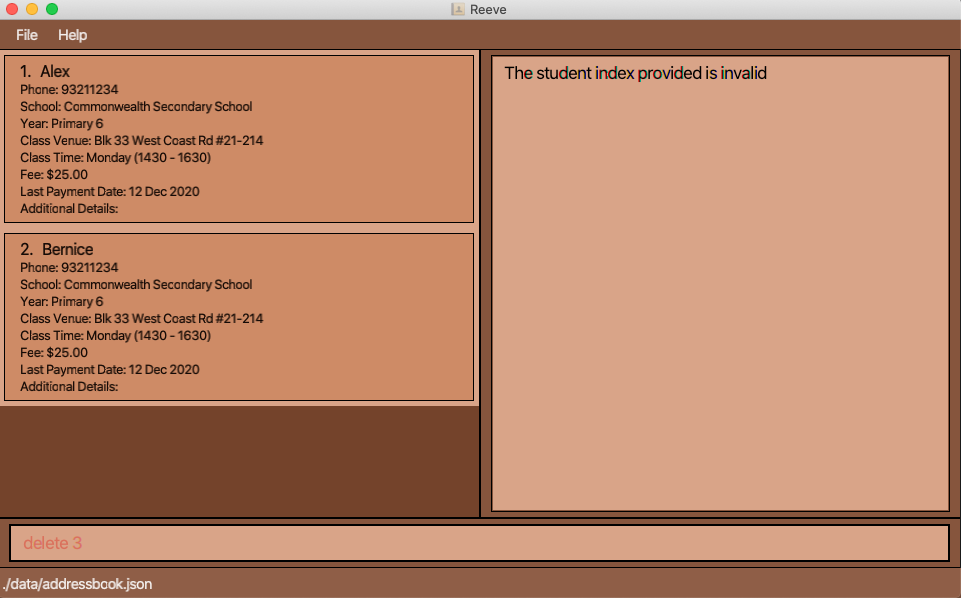 Reeve
File Help
1. Alex
Phone: 93211234
School: Commonwealth Secondary School
Year: Primary 6
Class Venue: Blk 33 West Coast Rd #21-214
Class Time: Monday (1430 - 1630)
Fee: $25.00
Last Payment Date: 12 Dec 2020
Additional Details:
2. Bernice
Phone: 93211234
School: Commonwealth Secondary School
Year: Primary 6
Class Venue: Blk 33 West Coast Rd #21-214
Class Time: Monday (1430 - 1630)
Fee: $25.00
Last Payment Date: 12 Dec 2020
Additional Details:
The student index provided is invalid
delete 3
./data/addressbook.json